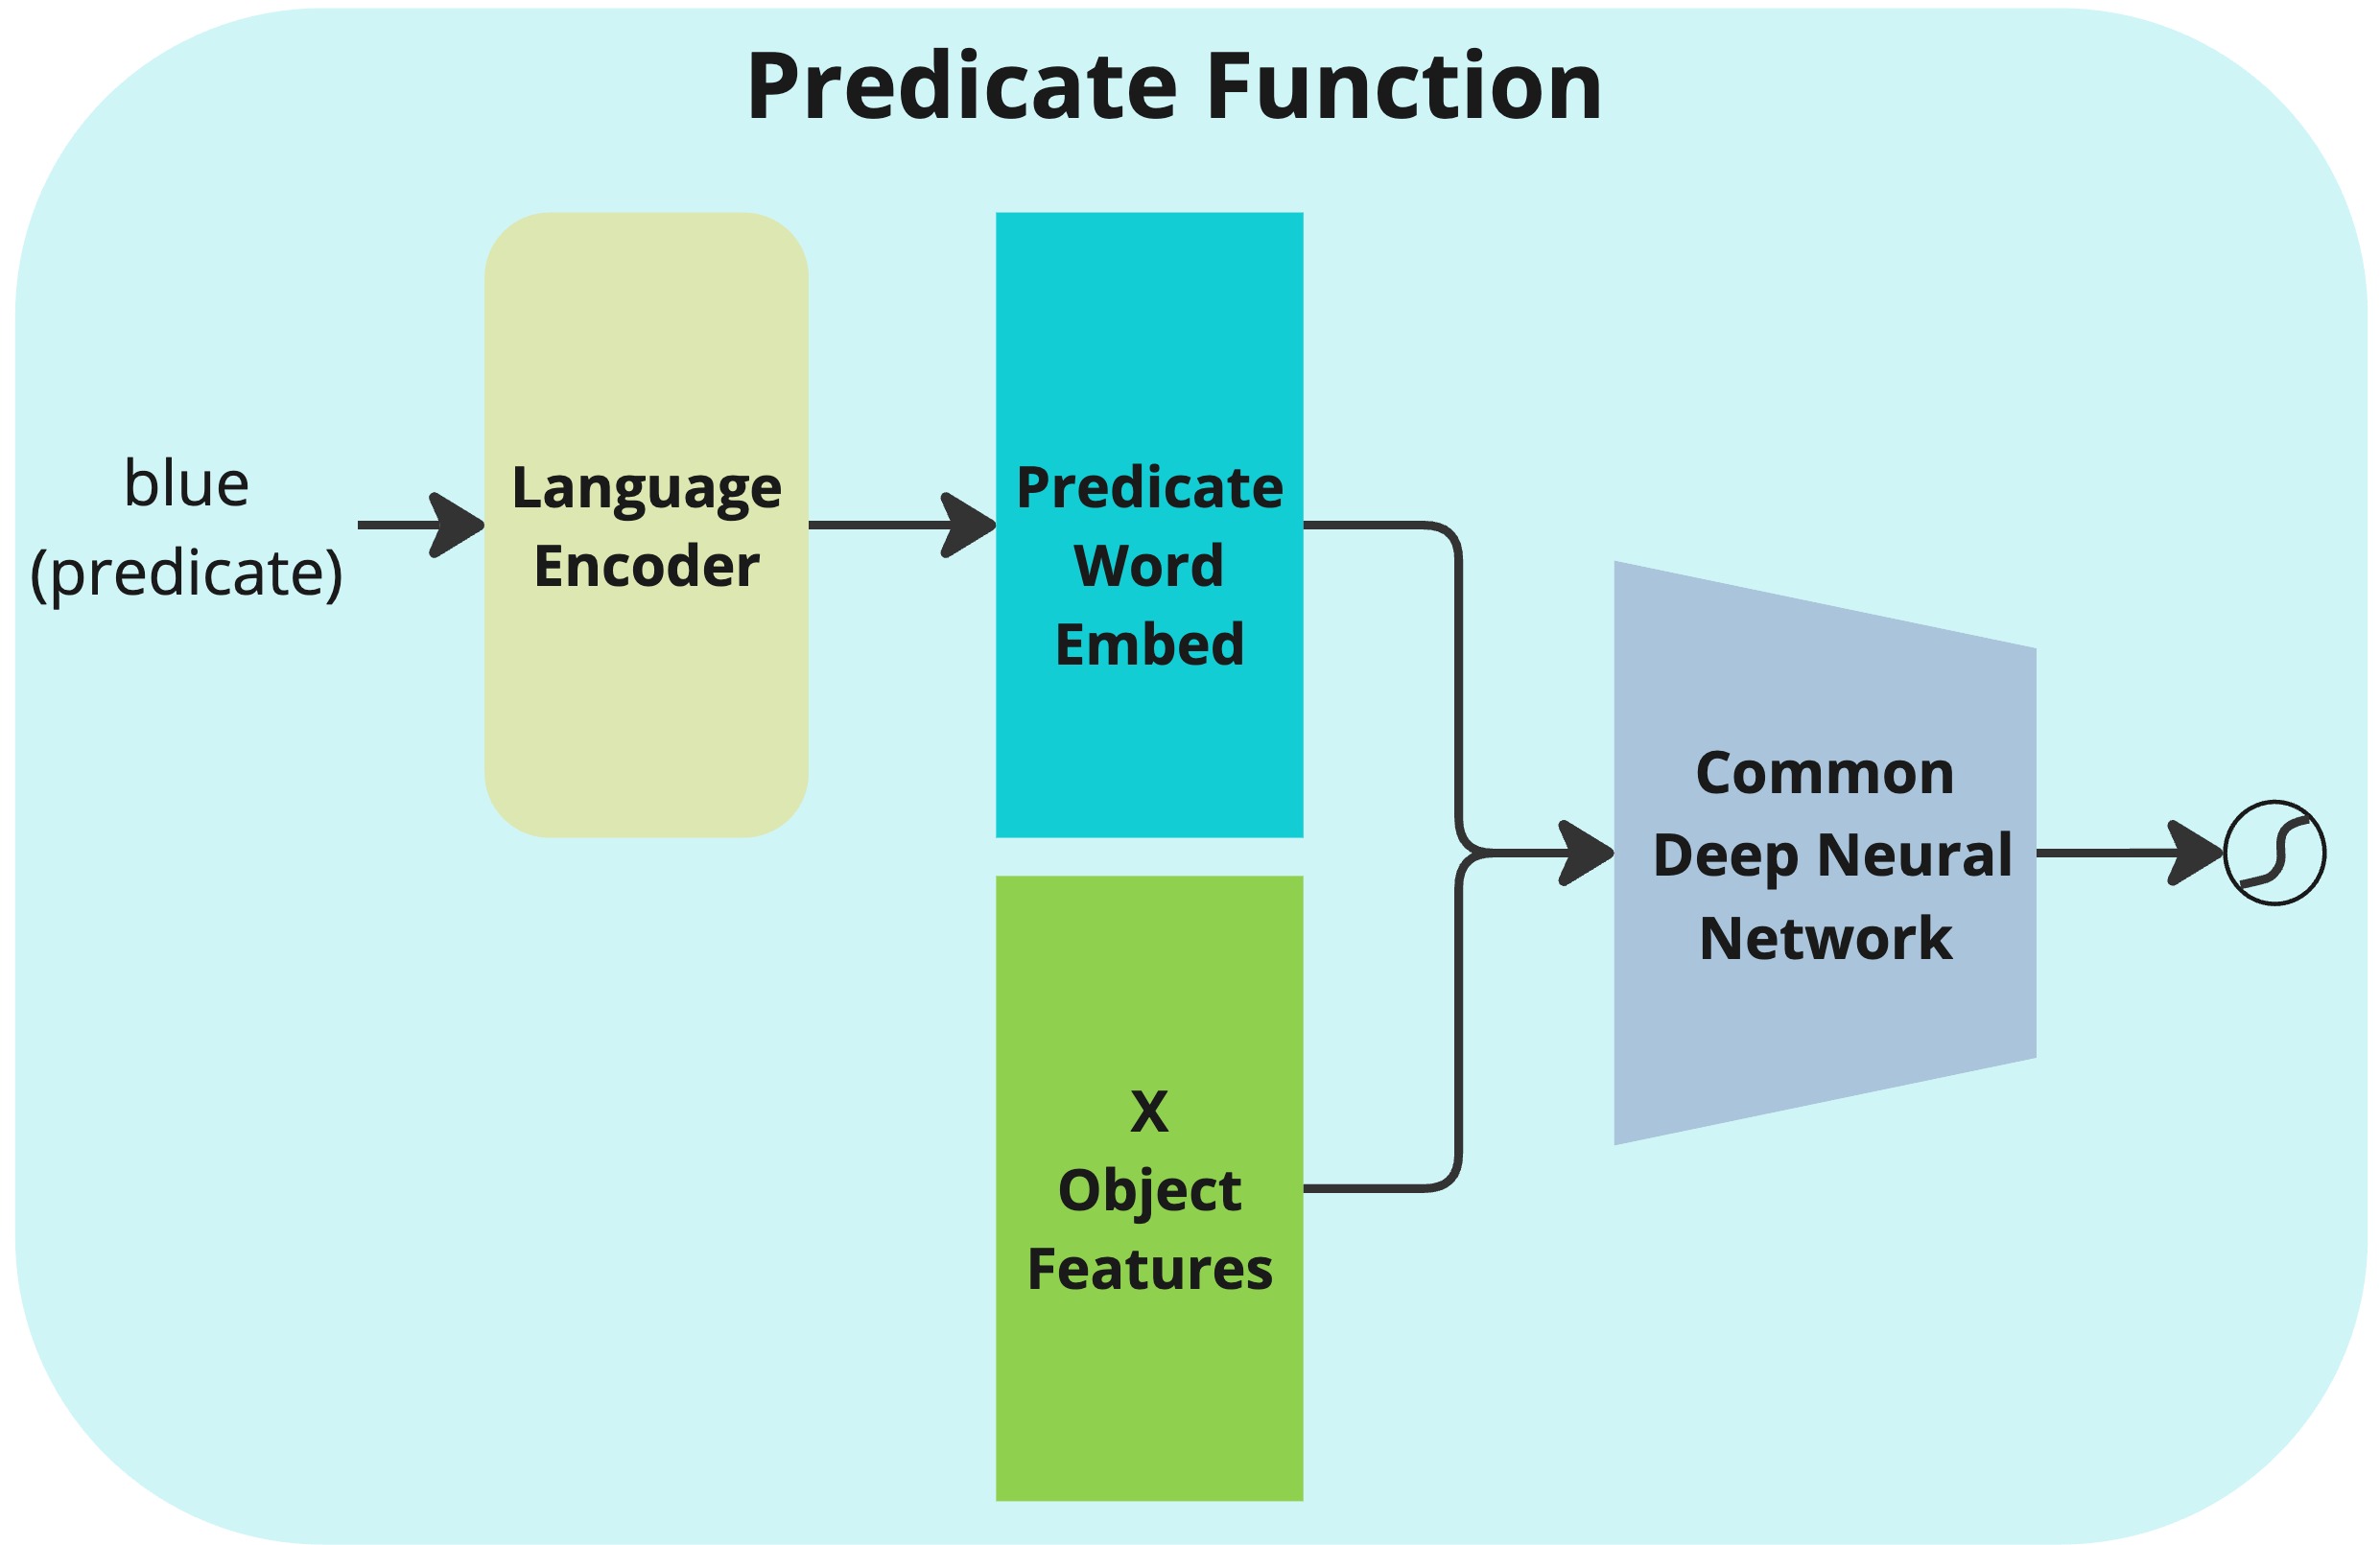 Predicate Function
blue
(predicate)
Language
Encoder
Predicate
Word
Embed
X
Object
Features
Common
Deep Neural
Network